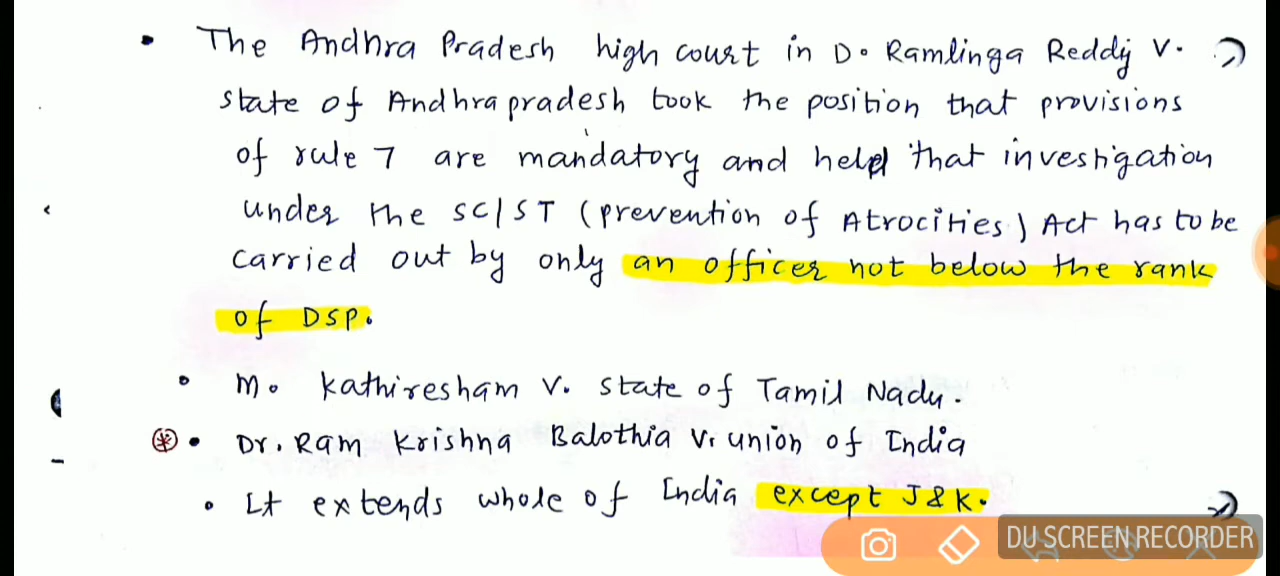 • The Andhra Pradesh high court in D. Ramlinga Reddy V.
state of Andhrapradesh took the position that provisions
of rule 7 are mandatory and held that investigation
under the SC/ST (prevention of Atrocities) Act has to be
carried out by only an officer not below the rank
of DSP.
• M. Kathiresham V. state of Tamil Nadu.
• Dr. Ram Krishna Balothia V. union of India
• It extends whole of India except J&K.
DU SCREEN RECORDER